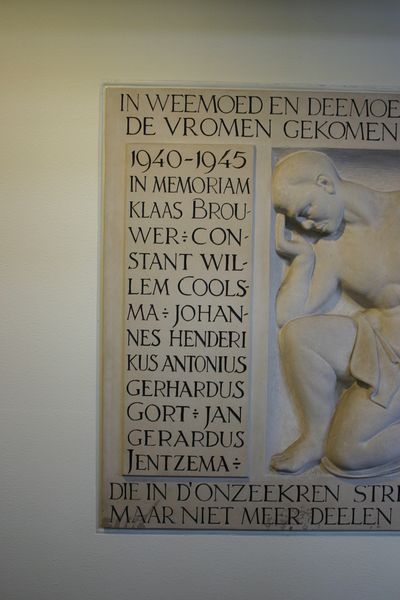 IN WEEMOED EN DEEMOE
DE VROMEN GEKOMEN
1940-1945
IN MEMORIAM
KLAAS BROU-
WER÷CON-
STANT WIL-
LEM COOLS-
MA÷JOHAN-
NES HENDERI
KUS ANTONIUS
GERHARDUS
GORT÷JAN
GERARDUS
JENTZEMA÷
DIE IN D'ONZEEKREN STR
MAAR NIET MEER DEELEN